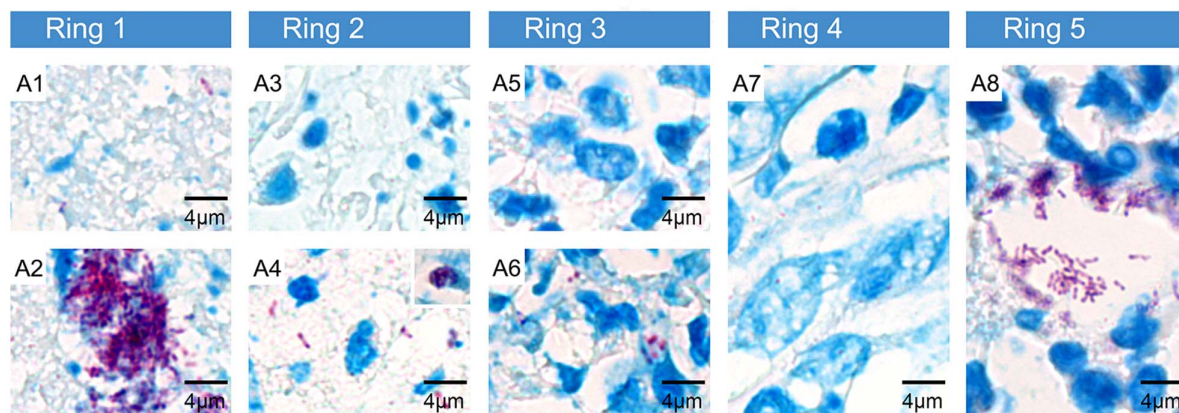 Ring 1
Ring 2
Ring 3
Ring 4
Ring 5
A1
A3
A5
A7
A8
4µm
4µm
4µm
A2
A4
A6
4µm
4µm
4µm
4µm
4µm